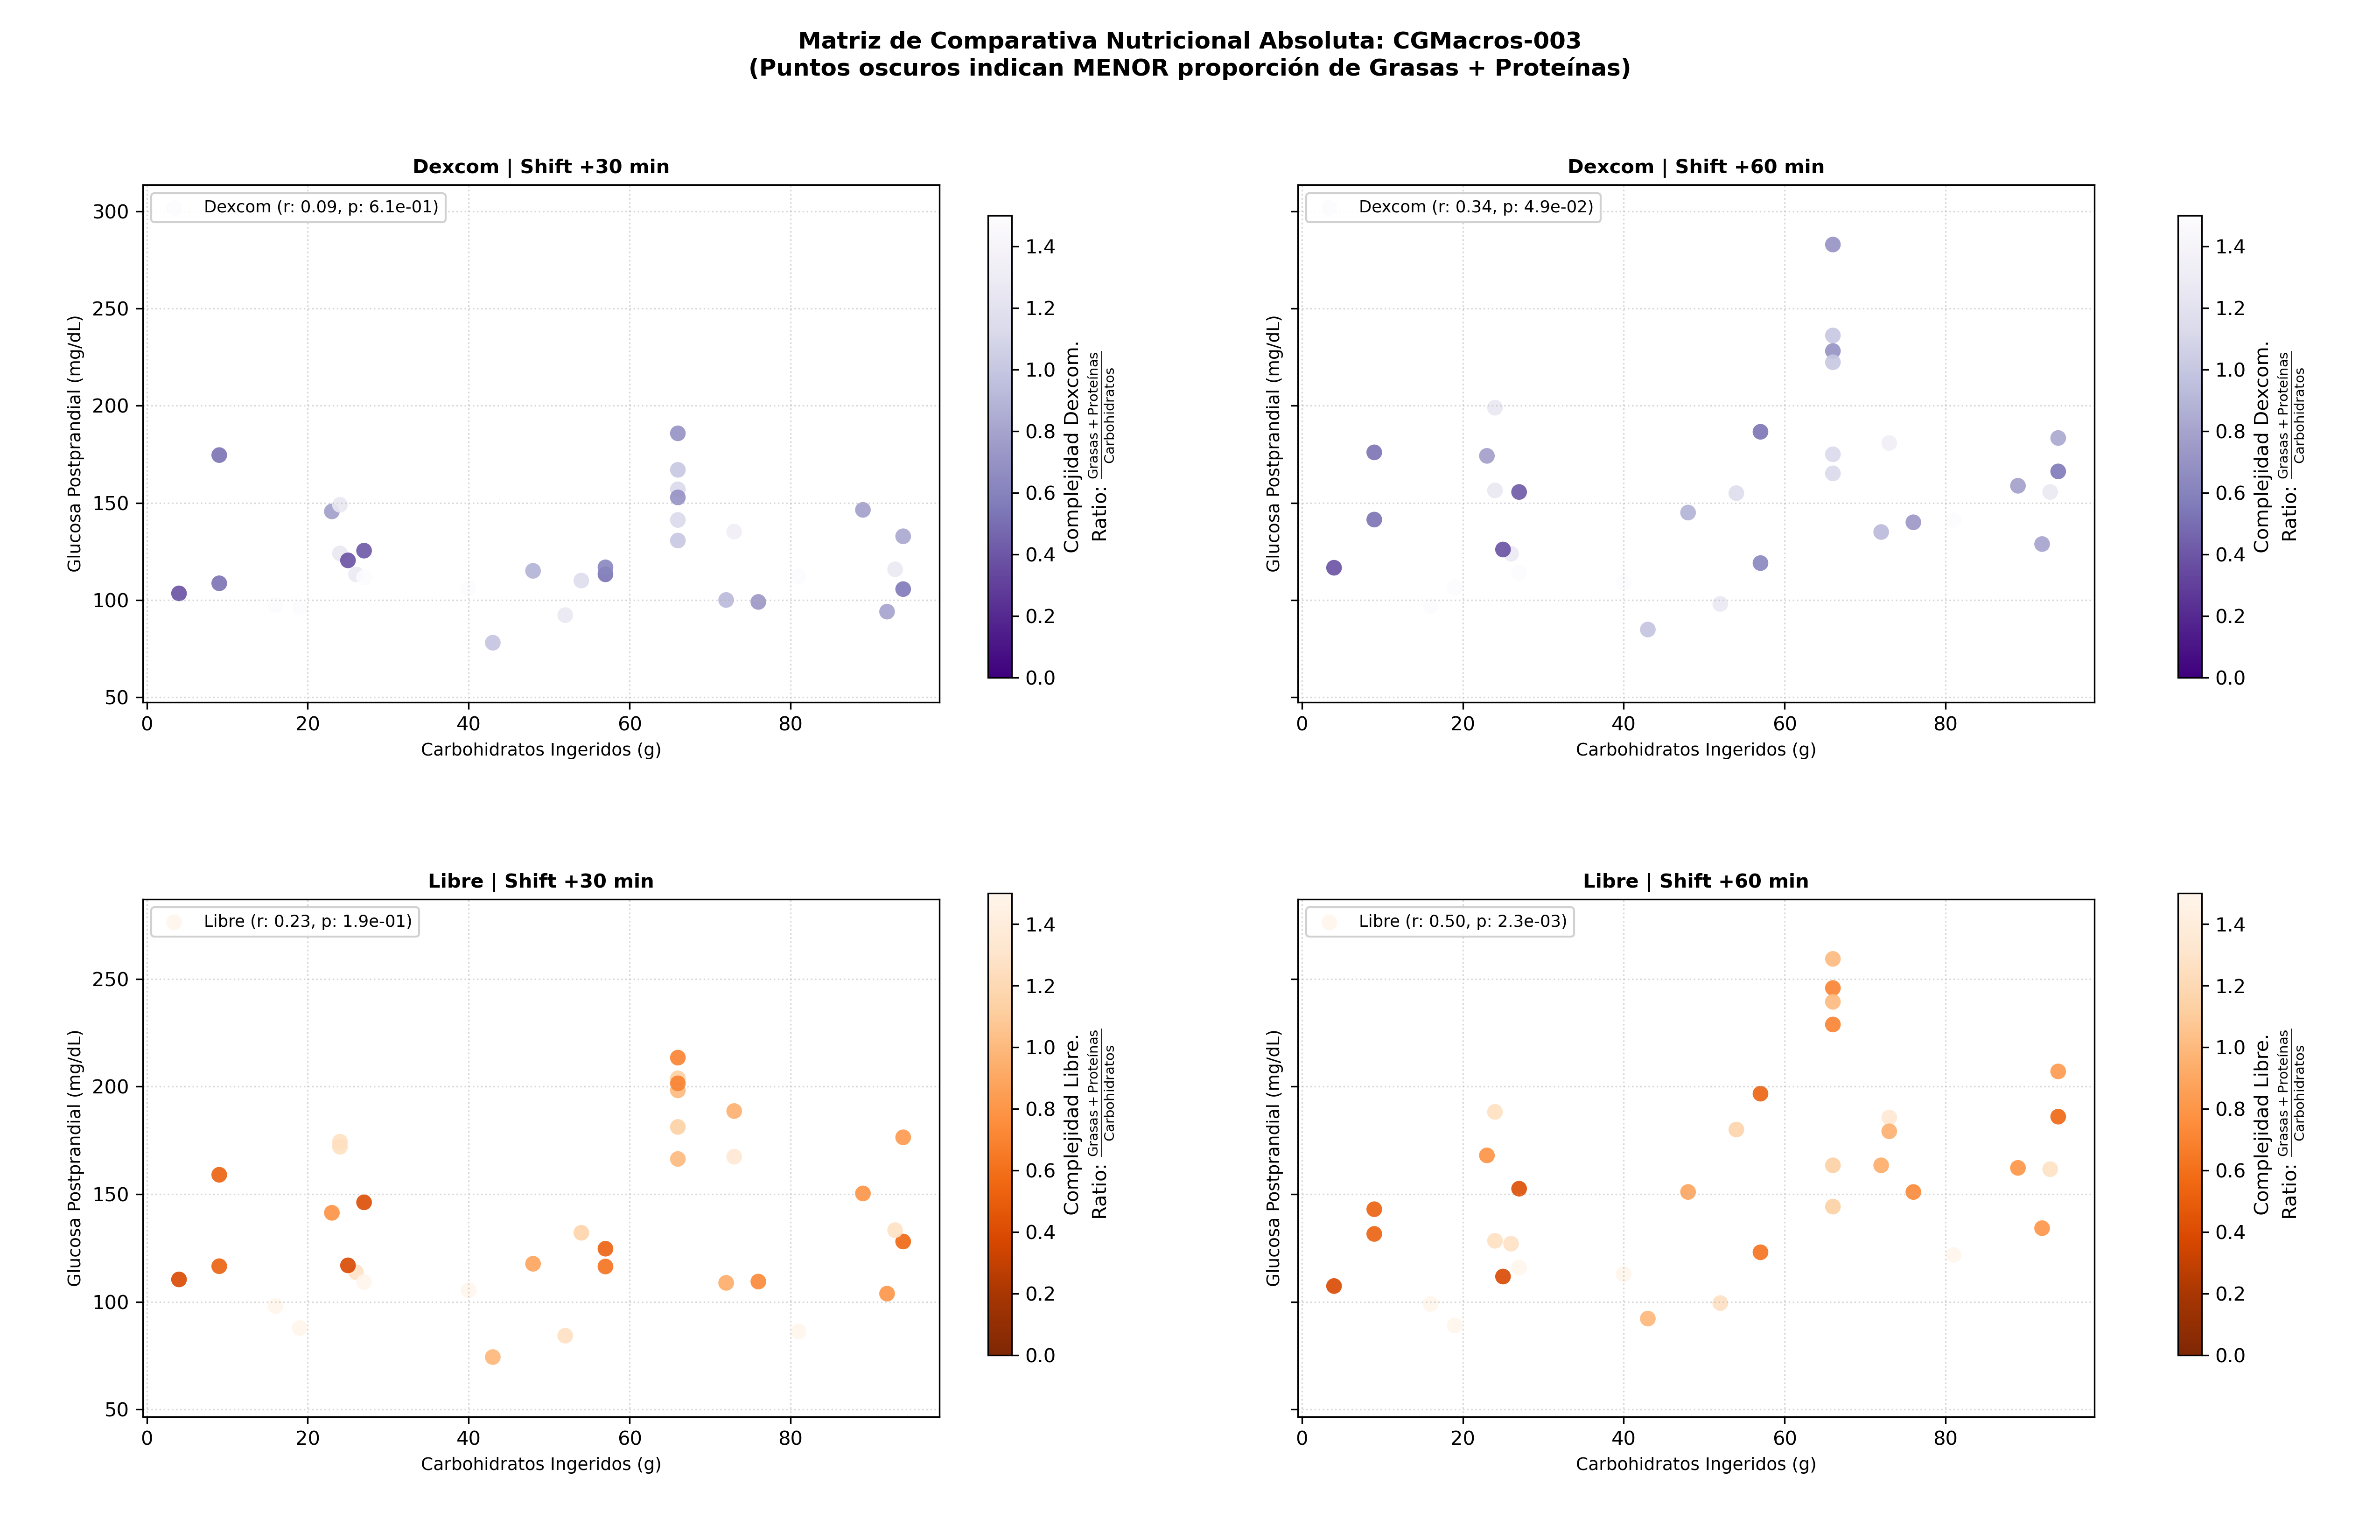 Matriz de Comparativa Nutricional Absoluta: CGMacros-003
(Puntos oscuros indican MENOR proporción de Grasas + Proteínas)
Dexcom | Shift +30 min
Dexcom (r: 0.09, p: 6.1e-01)
Glucosa Postprandial (mg/dL)
300
250
200
150
100
50
0
20
40
60
80
Carbohidratos Ingeridos (g)
1.4
1.2
1.0
0.8
0.6
0.4
0.2
0.0
Complejidad Dexcom.
Ratio: Grasas + Proteínas
Carbohidratos
Dexcom | Shift +60 min
Dexcom (r: 0.34, p: 4.9e-02)
Glucosa Postprandial (mg/dL)
0
20
40
60
80
Carbohidratos Ingeridos (g)
1.4
1.2
1.0
0.8
0.6
0.4
0.2
0.0
Complejidad Dexcom.
Ratio: Grasas + Proteínas
Carbohidratos
Libre | Shift +30 min
Libre (r: 0.23, p: 1.9e-01)
Glucosa Postprandial (mg/dL)
250
200
150
100
50
0
20
40
60
80
Carbohidratos Ingeridos (g)
1.4
1.2
1.0
0.8
0.6
0.4
0.2
0.0
Complejidad Libre.
Ratio: Grasas + Proteínas
Carbohidratos
Libre | Shift +60 min
Libre (r: 0.50, p: 2.3e-03)
Glucosa Postprandial (mg/dL)
0
20
40
60
80
Carbohidratos Ingeridos (g)
1.4
1.2
1.0
0.8
0.6
0.4
0.2
0.0
Complejidad Libre.
Ratio: Grasas + Proteínas
Carbohidratos